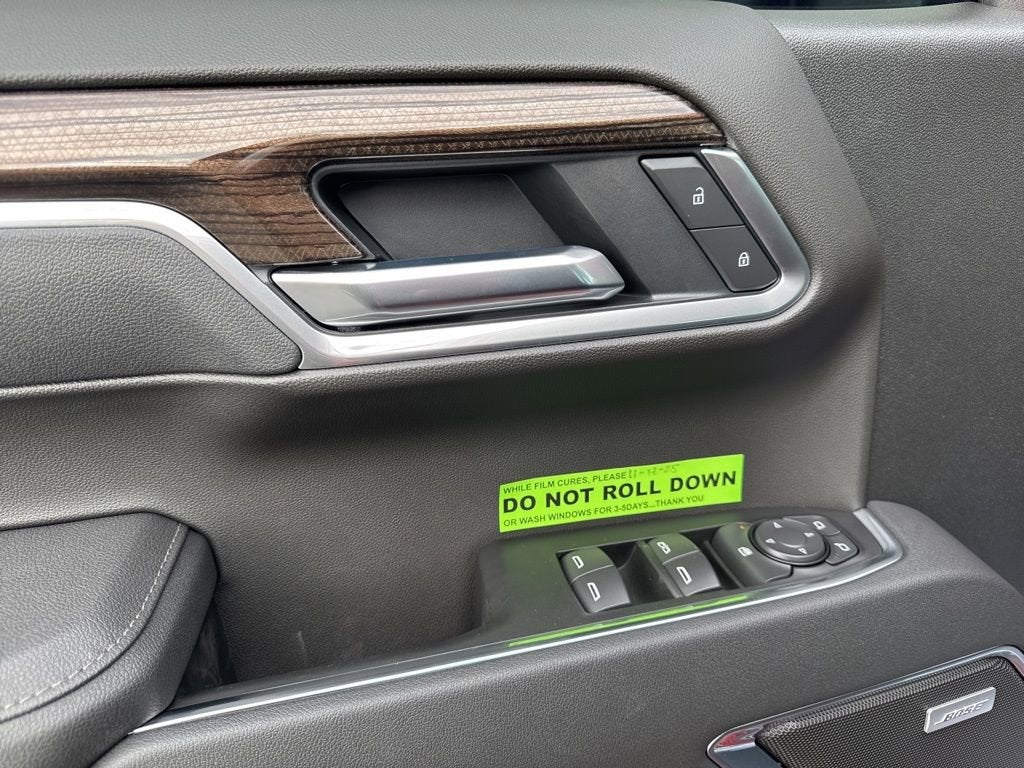 WHILE FILM CURES, PLEASE 11-12-25
DO NOT ROLL DOWN
OR WASH WINDOWS FOR 3-5DAYS...THANK YOU
BOSE